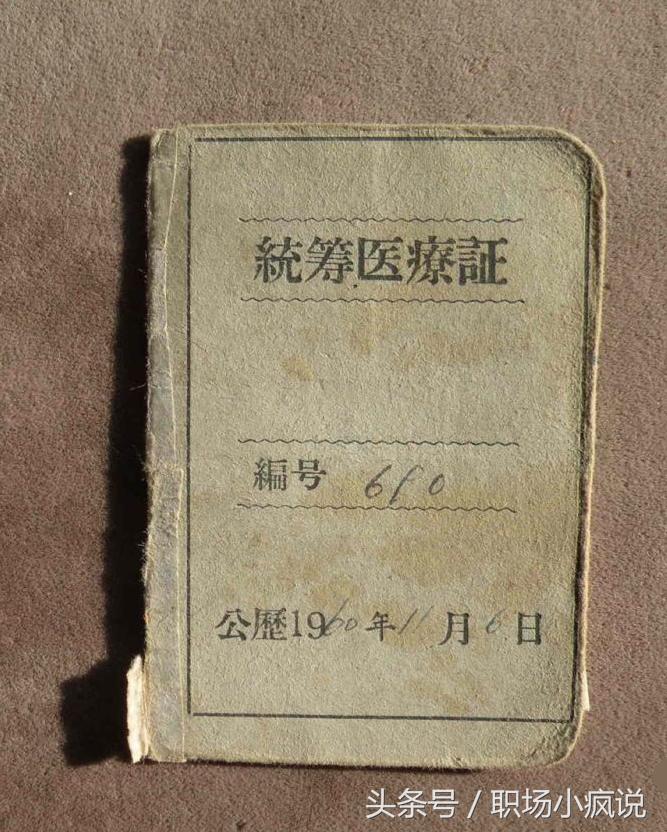 統筹医療証
編号 690
公歷1960年11月6日
头条号 / 职场小疯说